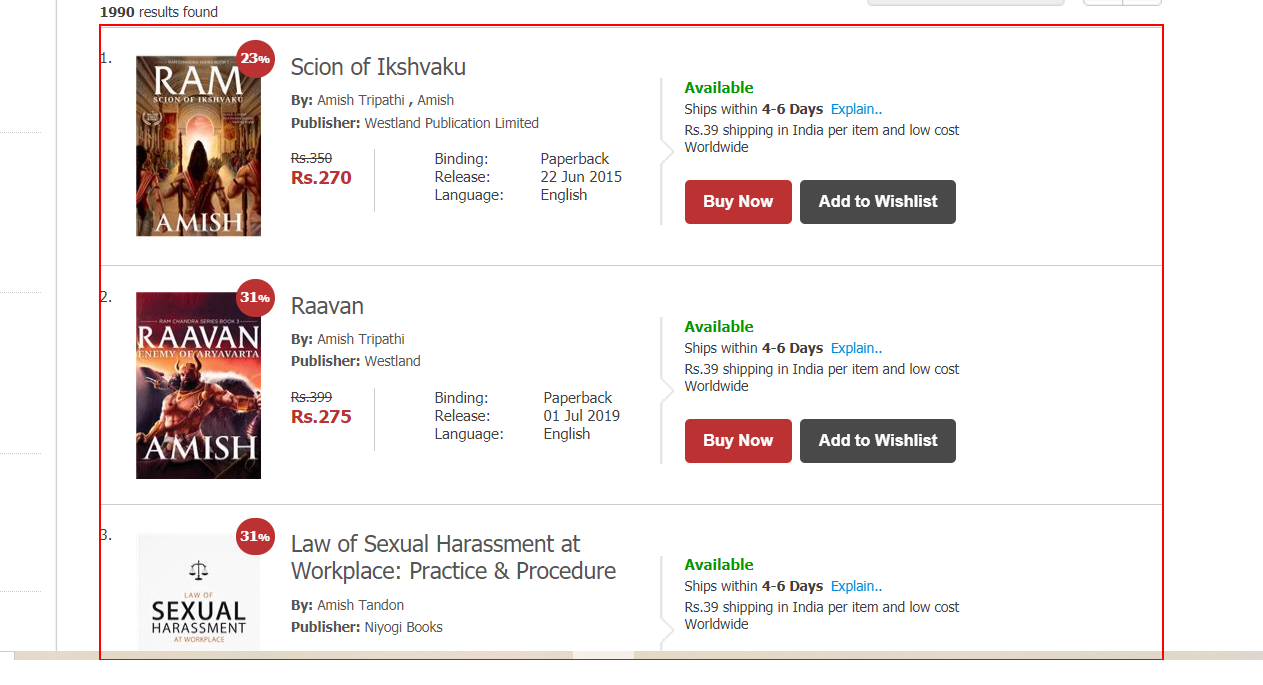 1990 results found
1.
RAM CHANDRA SERIES BOOK 1
RAM
SCION OF IKSHVAKU
AMISH
23%
Scion of Ikshvaku
By: Amish Tripathi , Amish
Publisher: Westland Publication Limited
Rs.350
Rs.270
Binding: Paperback
Release: 22 Jun 2015
Language: English
Available
Ships within 4-6 Days Explain..
Rs.39 shipping in India per item and low cost
Worldwide
Buy Now Add to Wishlist
2.
RAM CHANDRA SERIES BOOK 3
RAAVAN
ENEMY OF ARYAVARTA
AMISH
31%
Raavan
By: Amish Tripathi
Publisher: Westland
Rs.399
Rs.275
Binding: Paperback
Release: 01 Jul 2019
Language: English
Available
Ships within 4-6 Days Explain..
Rs.39 shipping in India per item and low cost
Worldwide
Buy Now Add to Wishlist
3.
LAW OF
SEXUAL
HARASSMENT
AT WORKPLACE
31%
Law of Sexual Harassment at
Workplace: Practice & Procedure
By: Amish Tandon
Publisher: Niyogi Books
Available
Ships within 4-6 Days Explain..
Rs.39 shipping in India per item and low cost
Worldwide